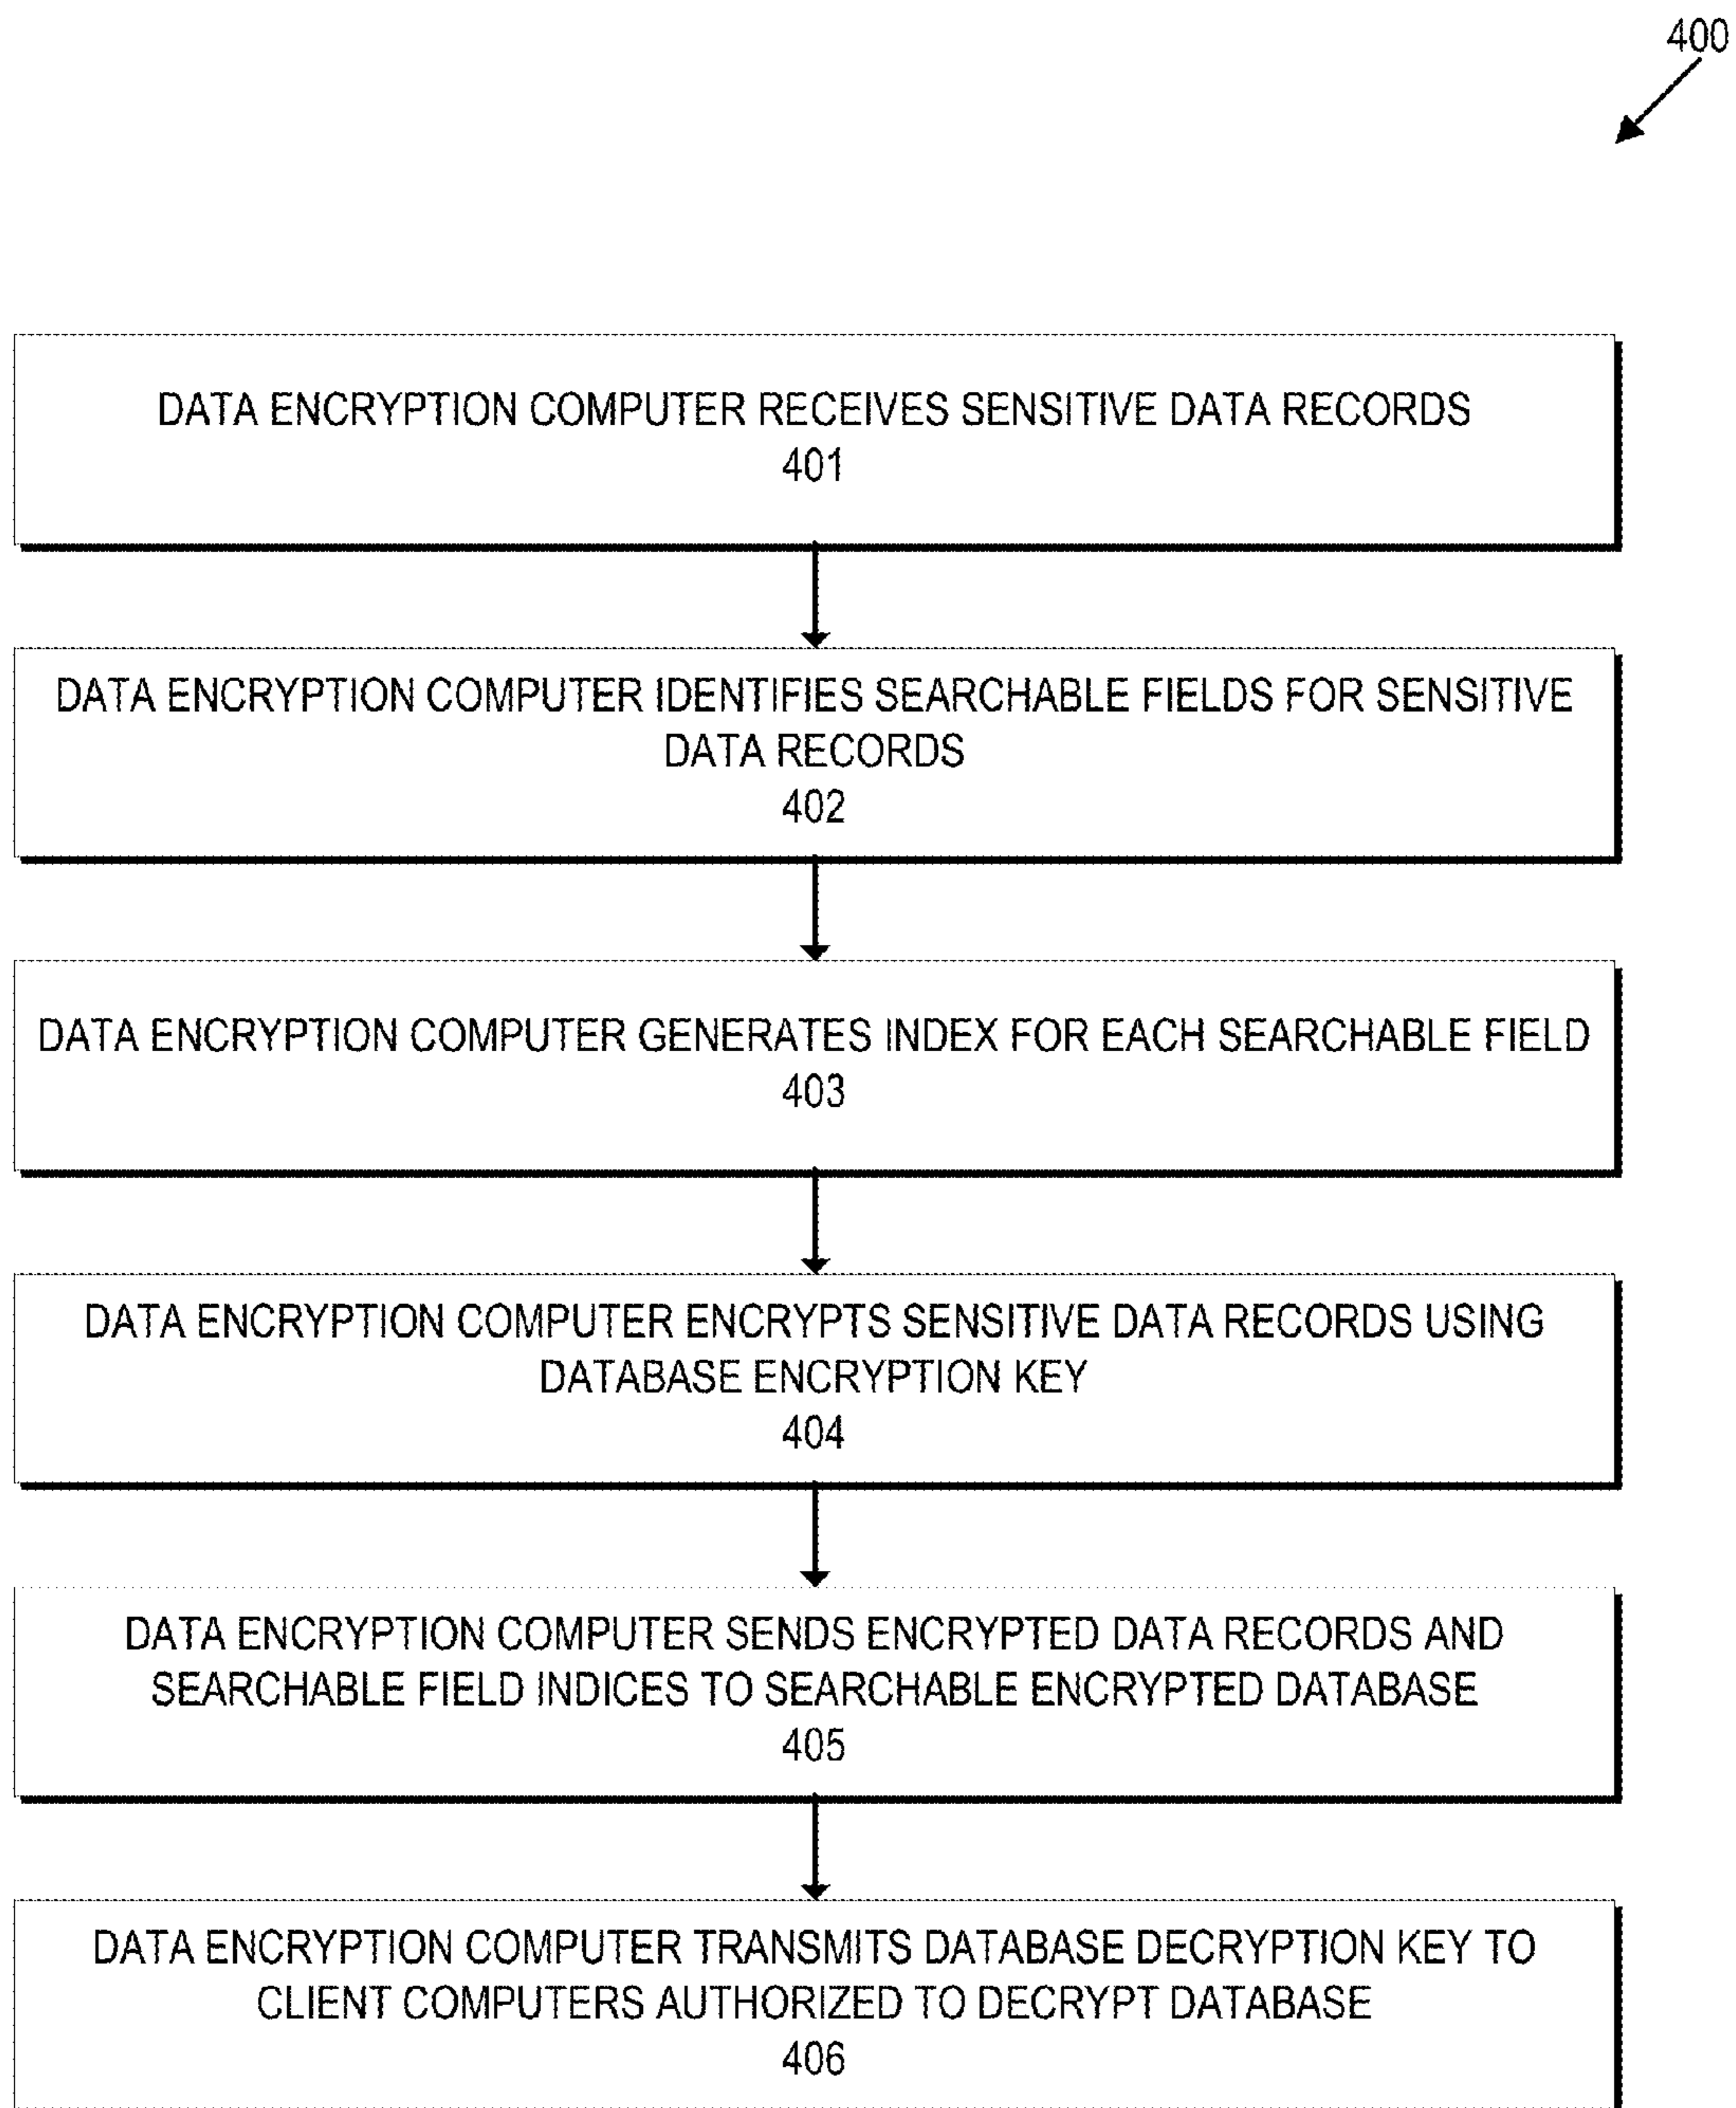 400
DATA ENCRYPTION COMPUTER RECEIVES SENSITIVE DATA RECORDS
401
DATA ENCRYPTION COMPUTER IDENTIFIES SEARCHABLE FIELDS FOR SENSITIVE
DATA RECORDS
402
DATA ENCRYPTION COMPUTER GENERATES INDEX FOR EACH SEARCHABLE FIELD
403
DATA ENCRYPTION COMPUTER ENCRYPTS SENSITIVE DATA RECORDS USING
DATABASE ENCRYPTION KEY
404
DATA ENCRYPTION COMPUTER SENDS ENCRYPTED DATA RECORDS AND
SEARCHABLE FIELD INDICES TO SEARCHABLE ENCRYPTED DATABASE
405
DATA ENCRYPTION COMPUTER TRANSMITS DATABASE DECRYPTION KEY TO
CLIENT COMPUTERS AUTHORIZED TO DECRYPT DATABASE
406